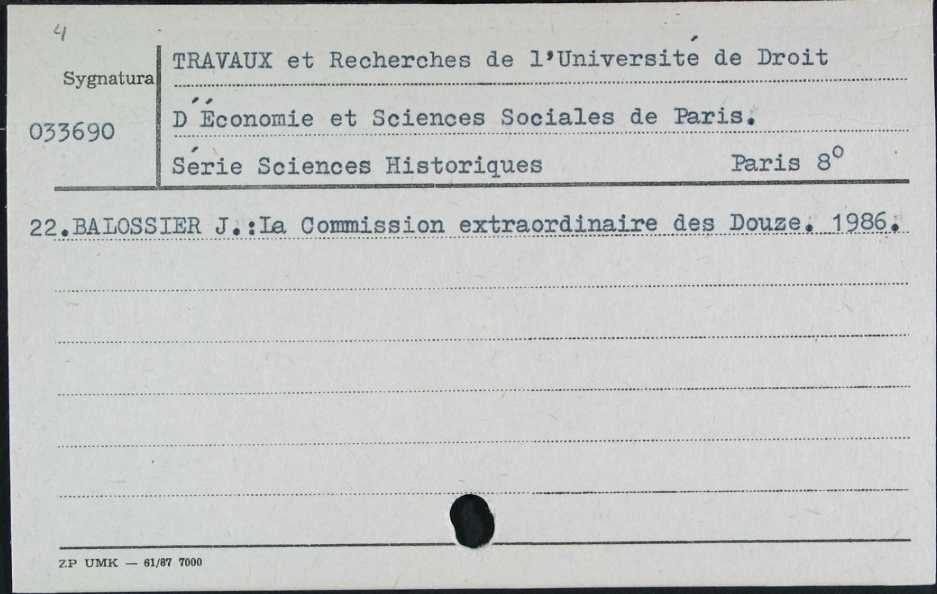 4
TRAVAUX et Recherches de l'Université de Droit
Sygnatura
D'Économie et Sciences Sociales de Paris.
033690
Série Sciences Historiques Paris 8º
22.BALOSSIER J.:La Commission extraordinaire des Douze. 1986.
ZP UMK — 61/87 7000